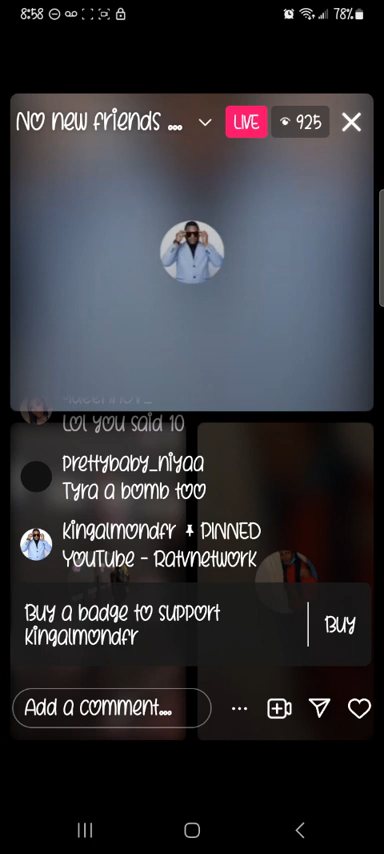 8:58
78%
No new friends ...
LIVE
925
Lol you said 10
prettybaby_niyaa
Tyra a bomb too
Kingalmondfr PINNED
YouTube - Ratvnetwork
Buy a badge to support
Kingalmondfr
Buy
Add a comment...